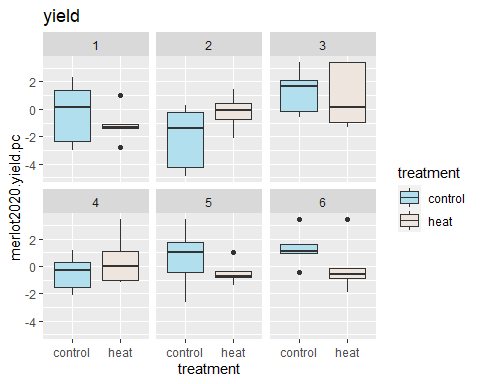 yield
1 2 3
2
0
-2
-4
4 5 6
2
0
-2
-4
control heat control heat control heat
treatment
merlot2020.yield.pc
treatment
control
heat